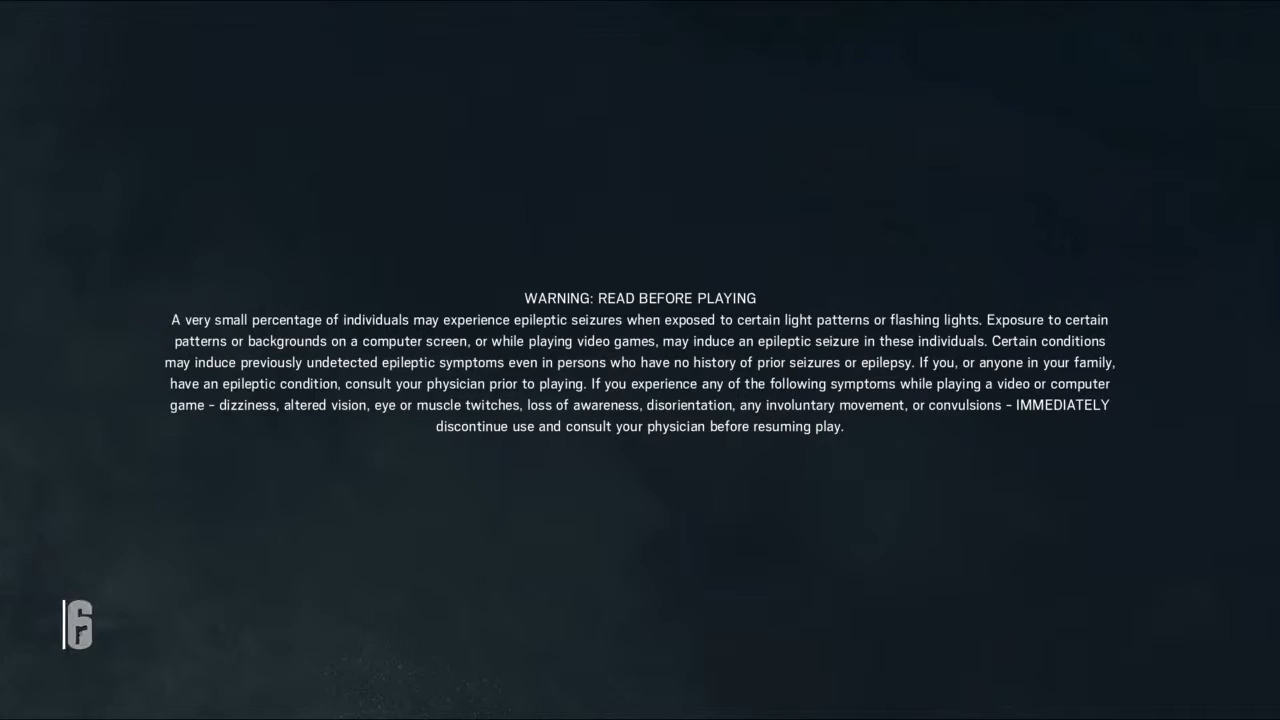 WARNING: READ BEFORE PLAYING
A very small percentage of individuals may experience epileptic seizures when exposed to certain light patterns or flashing lights. Exposure to certain
patterns or backgrounds on a computer screen, or while playing video games, may induce an epileptic seizure in these individuals. Certain conditions
may induce previously undetected epileptic symptoms even in persons who have no history of prior seizures or epilepsy. If you, or anyone in your family,
have an epileptic condition, consult your physician prior to playing. If you experience any of the following symptoms while playing a video or computer
game – dizziness, altered vision, eye or muscle twitches, loss of awareness, disorientation, any involuntary movement, or convulsions – IMMEDIATELY
discontinue use and consult your physician before resuming play.
6